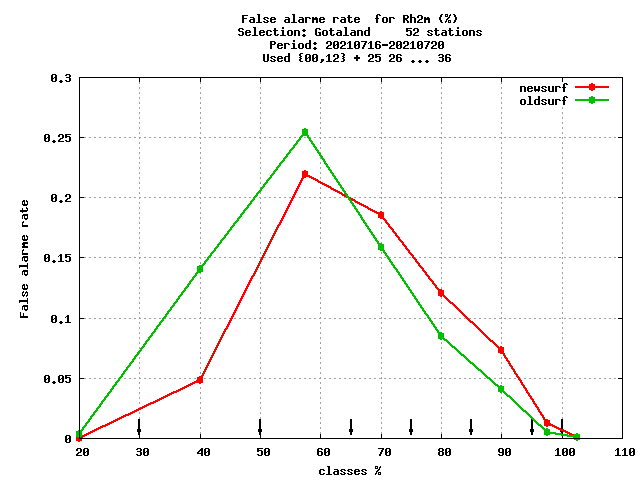 False alarme rate  for Rh2m (%)
Selection: Gotaland     52 stations
Period: 20210716-20210720
Used {00,12} + 25 26 ... 36
newsurf
oldsurf
0.3
0.25
0.2
0.15
0.1
0.05
0
False alarme rate
20 30 40 50 60 70 80 90 100 110
classes %